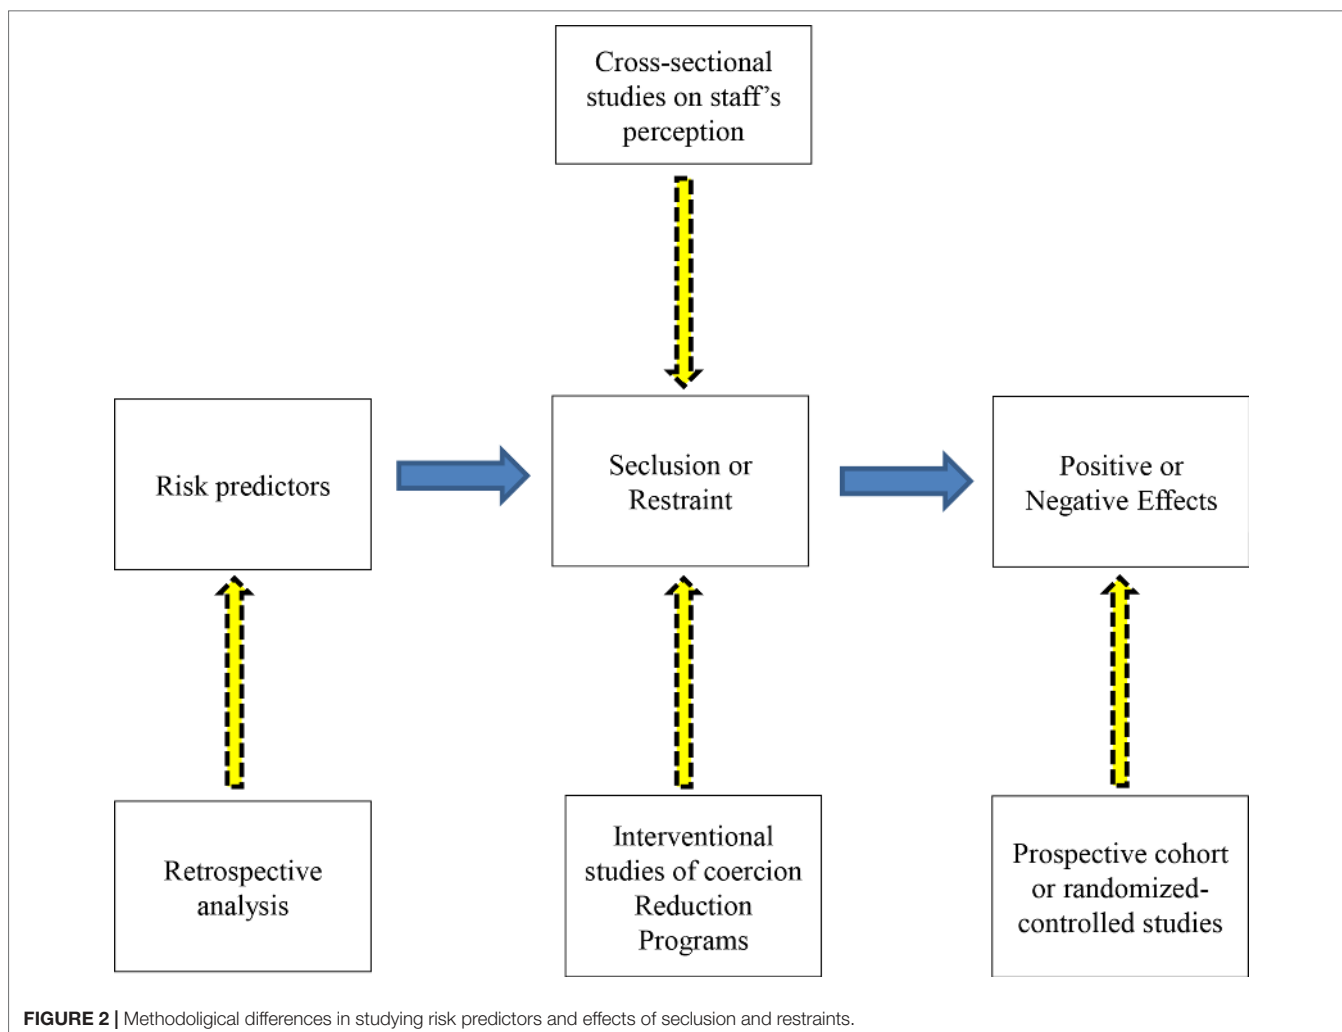 Cross-sectional
studies on staff’s
perception
Risk predictors
Seclusion or
Restraint
Positive or
Negative Effects
Retrospective
analysis
Interventional
studies of coercion
Reduction
Programs
Prospective cohort
or randomized-
controlled studies
FIGURE 2 | Methodoligical differences in studying risk predictors and effects of seclusion and restraints.